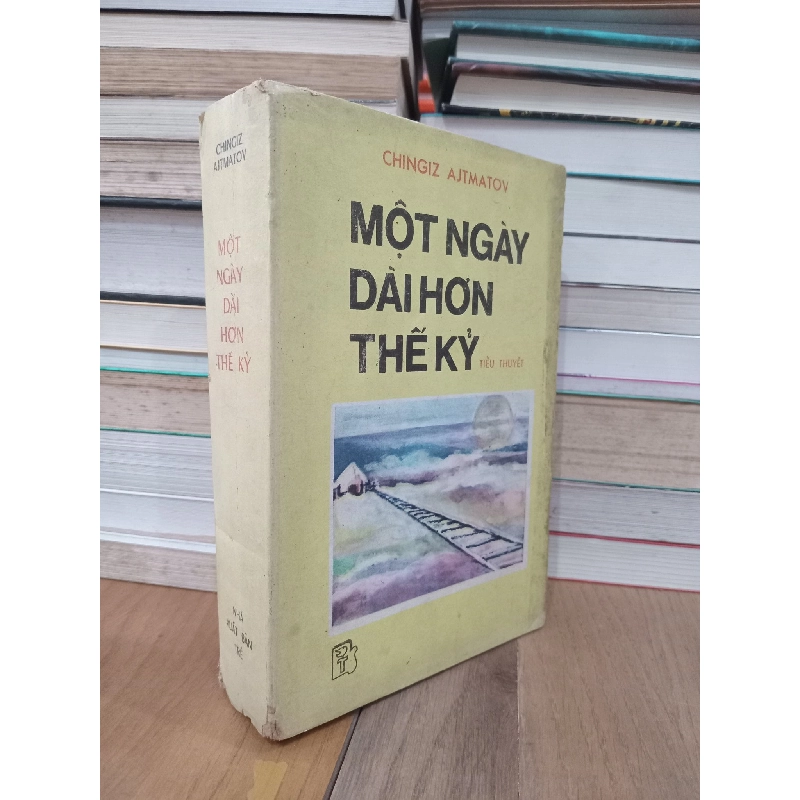 CHINGIZ
AJTMATOV
MỘT
NGÀY
DÀI
HƠN
THẾ KỶ
NHÀ
XUẤT BẢN
TRẺ
CHINGIZ AJTMATOV
MỘT NGÀY
DÀI HƠN
THẾ KỶ
TIỂU THUYẾT